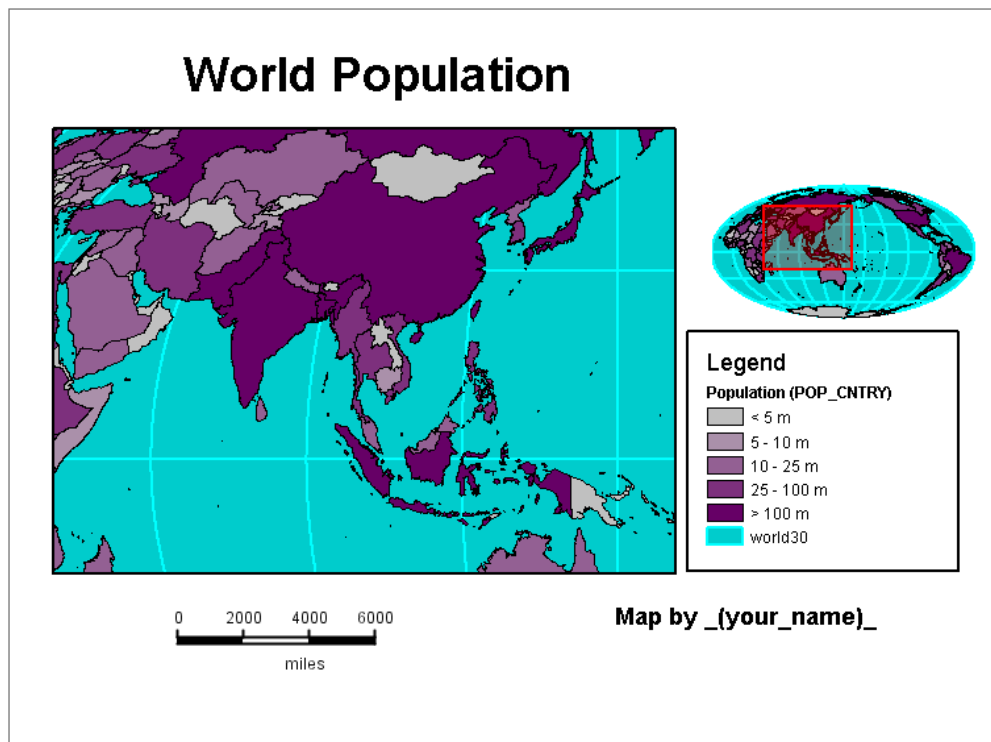 World Population
Legend
Population (POP_CNTRY)
< 5 m
5 - 10 m
10 - 25 m
25 - 100 m
> 100 m
world30
0 2000 4000 6000
miles
Map by _(your_name)_